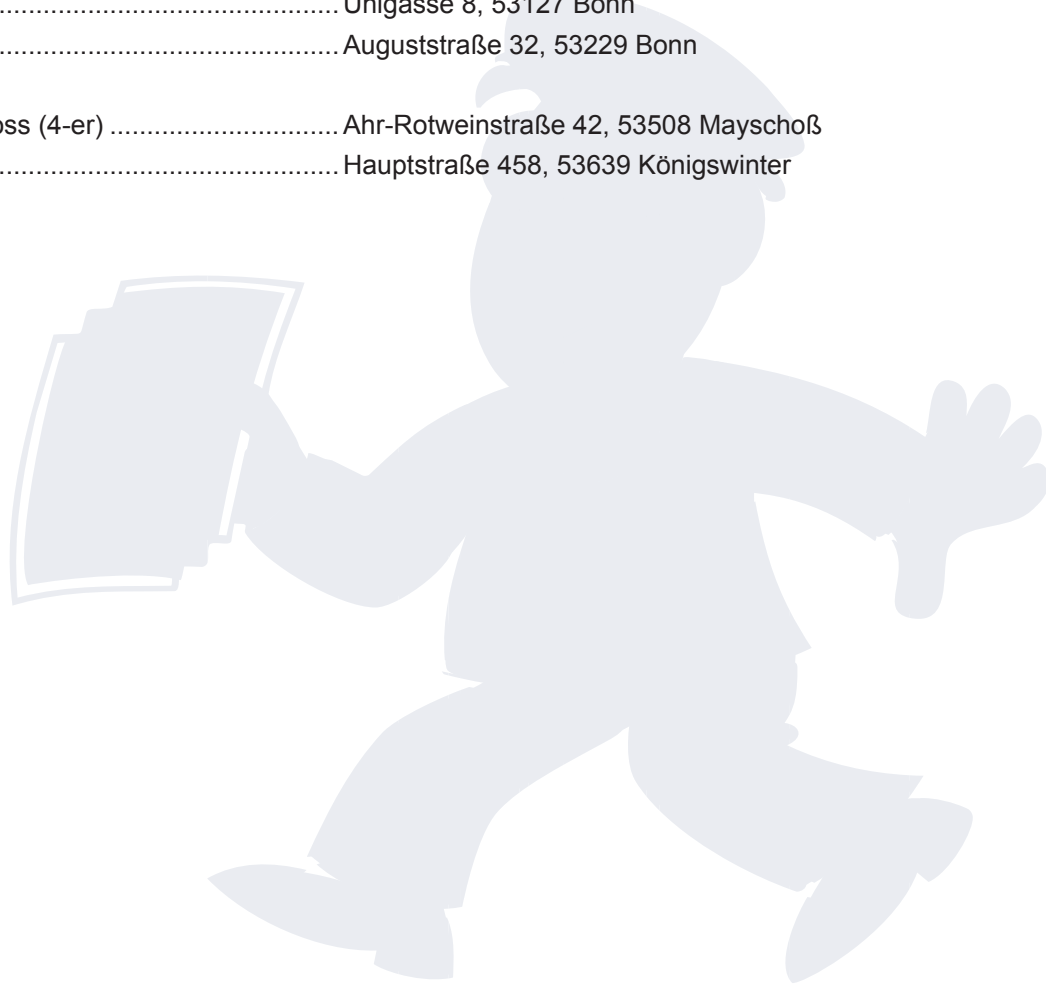 Uhlgasse 8, 53127 Bonn
Auguststraße 32, 53229 Bonn
oss (4-er) ............................... Ahr-Rotweinstraße 42, 53508 Mayschoß
Hauptstraße 458, 53639 Königswinter